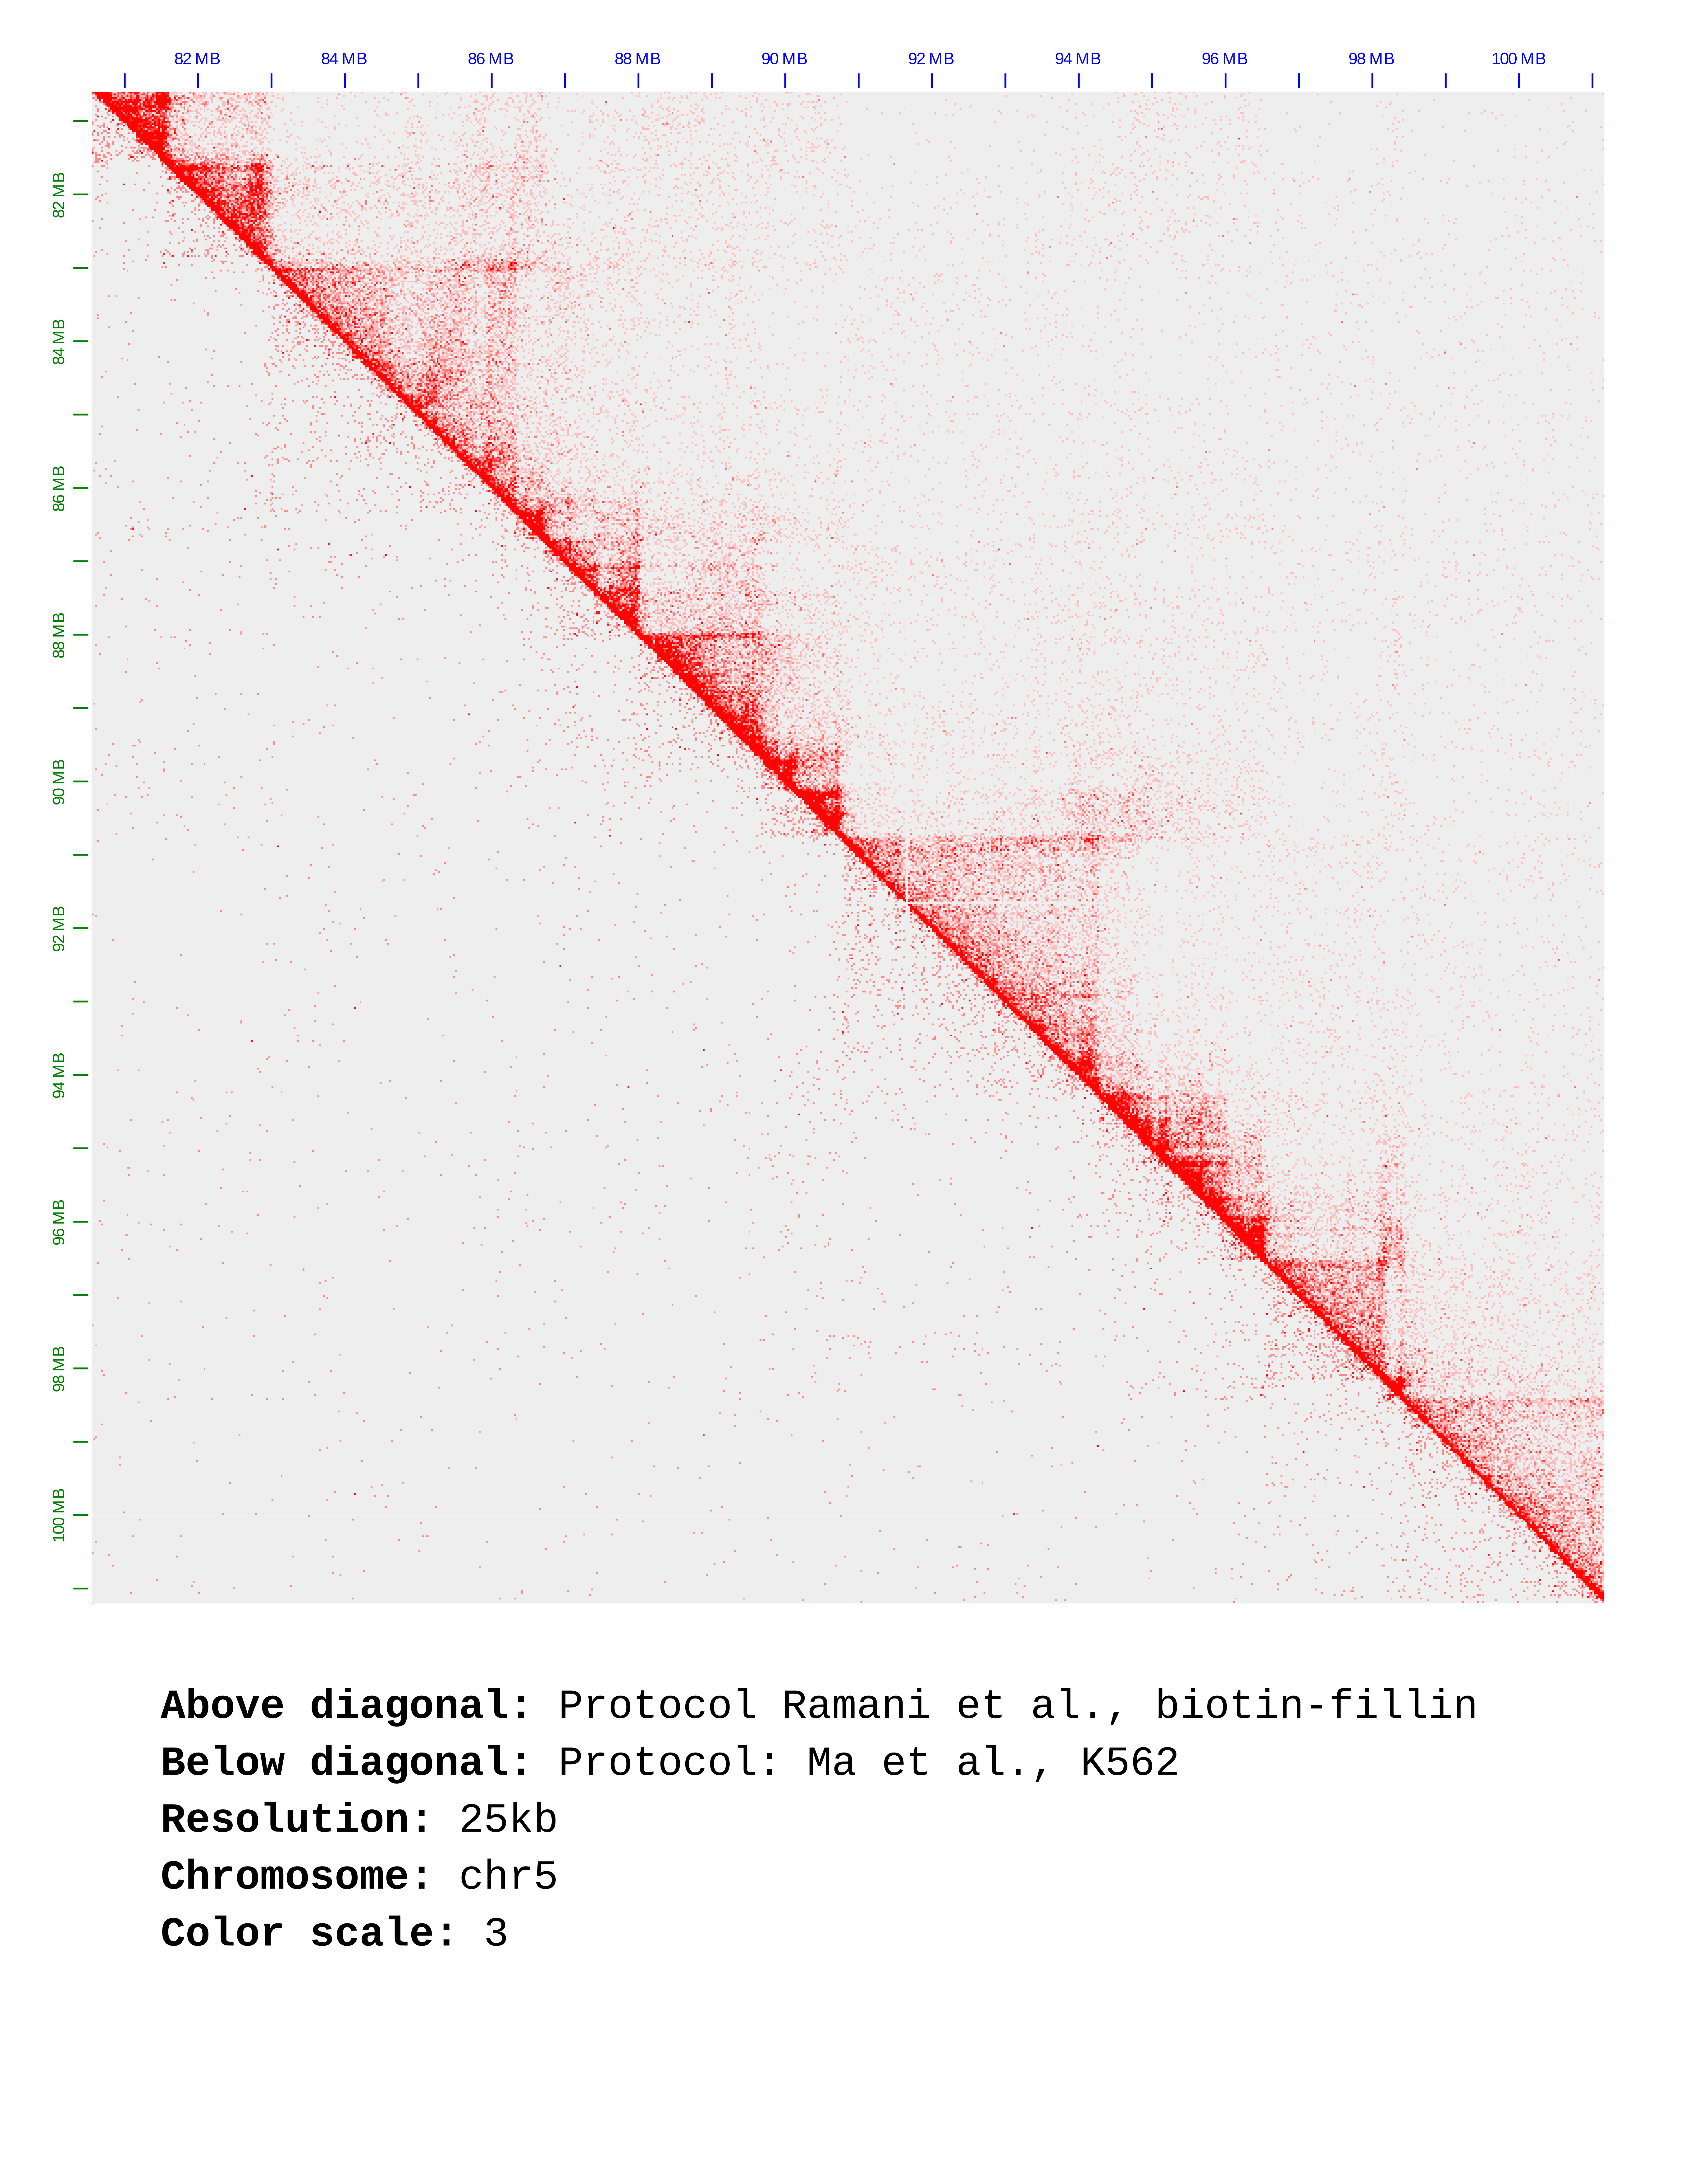 82 MB 84 MB 86 MB 88 MB 90 MB 92 MB 94 MB 96 MB 98 MB 100 MB
82 MB
84 MB
86 MB
88 MB
90 MB
92 MB
94 MB
96 MB
98 MB
100 MB
Above diagonal: Protocol Ramani et al., biotin-fillin
Below diagonal: Protocol: Ma et al., K562
Resolution: 25kb
Chromosome: chr5
Color scale: 3